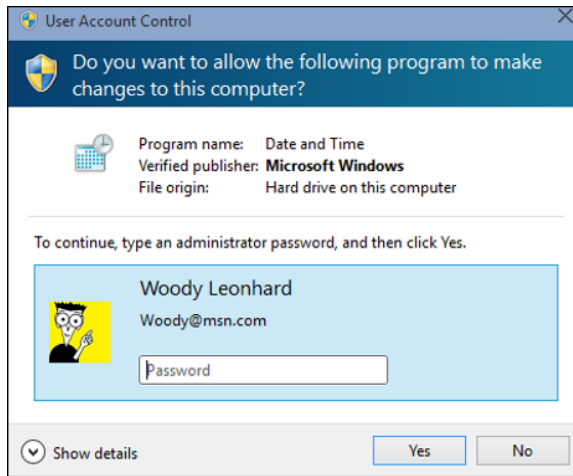 User Account Control
Do you want to allow the following program to make
changes to this computer?
Program name: Date and Time
Verified publisher: Microsoft Windows
File origin: Hard drive on this computer
To continue, type an administrator password, and then click Yes.
Woody Leonhard
Woody@msn.com
Password
Show details
Yes
No